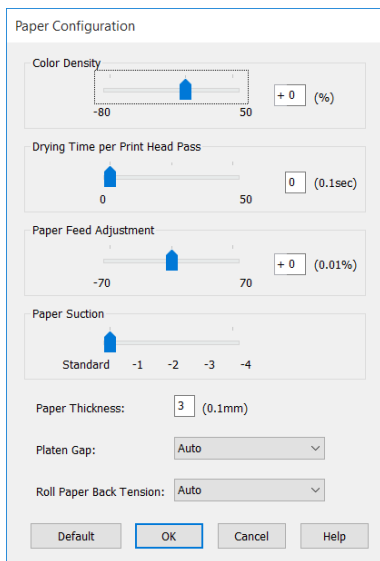 Paper Configuration
Color Density
+ 0 (%)
-80 50
Drying Time per Print Head Pass
0 (0.1sec)
0 50
Paper Feed Adjustment
+ 0 (0.01%)
-70 70
Paper Suction
Standard -1 -2 -3 -4
Paper Thickness: 3 (0.1mm)
Platen Gap: Auto
Roll Paper Back Tension: Auto
Default OK Cancel Help